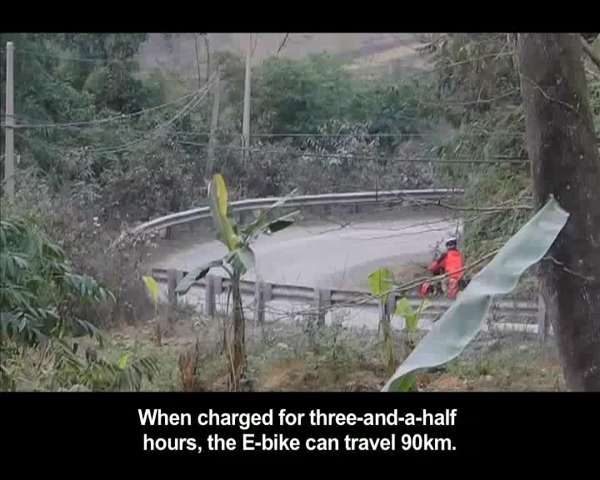 When charged for three-and-a-half
hours, the E-bike can travel 90km.